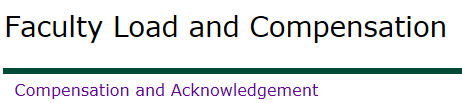 Faculty Load and Compensation
Compensation and Acknowledgement